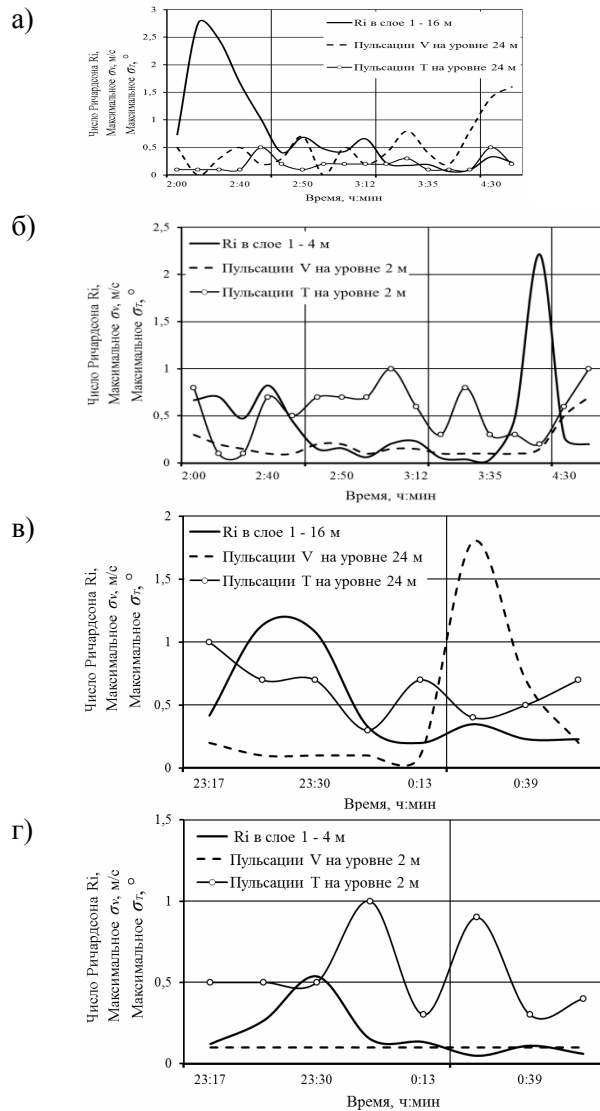 а)
Число Ричардсона Ri,
Максимальное σv, м/с
Максимальное σT, °
3
2,5
2
1,5
1
0,5
0
Ri в слое 1 - 16 м
Пульсации V на уровне 24 м
Пульсации T на уровне 24 м
2:00 2:40 2:50 3:12 3:35 4:30
Время, ч:мин
б)
Число Ричардсона Ri,
Максимальное σv, м/с
Максимальное σT, °
2,5
2
1,5
1
0,5
0
Ri в слое 1 - 4 м
Пульсации V на уровне 2 м
Пульсации T на уровне 2 м
2:00 2:40 2:50 3:12 3:35 4:30
Время, ч:мин
в)
Число Ричардсона Ri,
Максимальное σv, м/с
Максимальное σT, °
2
1,5
1
0,5
0
Ri в слое 1 - 16 м
Пульсации V на уровне 24 м
Пульсации T на уровне 24 м
23:17 23:30 0:13 0:39
Время, ч:мин
г)
Число Ричардсона Ri,
Максимальное σv, м/с
Максимальное σT, °
1,5
1
0,5
0
Ri в слое 1 - 4 м
Пульсации V на уровне 2 м
Пульсации T на уровне 2 м
23:17 23:30 0:13 0:39
Время, ч:мин